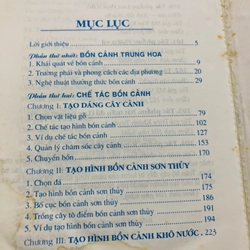 MỤC LỤC
Lời giới thiệu 5
Phần thứ nhất: BỒN CẢNH TRUNG HOA
1. Khái quát về bồn cảnh 9
2. Trường phái và phong cách các địa phương 20
3. Nghệ thuật thưởng thức bồn cảnh 29
Phần thứ hai: CHẾ TÁC BỒN CẢNH
Chương I: TẠO DÁNG CÂY CẢNH
1. Chọn vật liệu gỗ 79
2. Chế tác tạo hình bồn cảnh 102
3. Ví dụ chế tác bồn cảnh 127
4. Quản lý chăm sóc cây cảnh 153
5. Chuyển bồn 170
Chương II: TẠO HÌNH BỒN CẢNH SƠN THỦY
1. Chọn đá 174
2. Tạo hình bồn cảnh sơn thủy 175
3. Bố cục bồn cảnh sơn thủy 186
4. Trồng cây tô điểm bồn cảnh sơn thủy 191
5. Ví dụ tạo hình bồn cảnh sơn thủy 194
Chương III: TẠO HÌNH BỒN CẢNH KHÔ NƯỚC 225